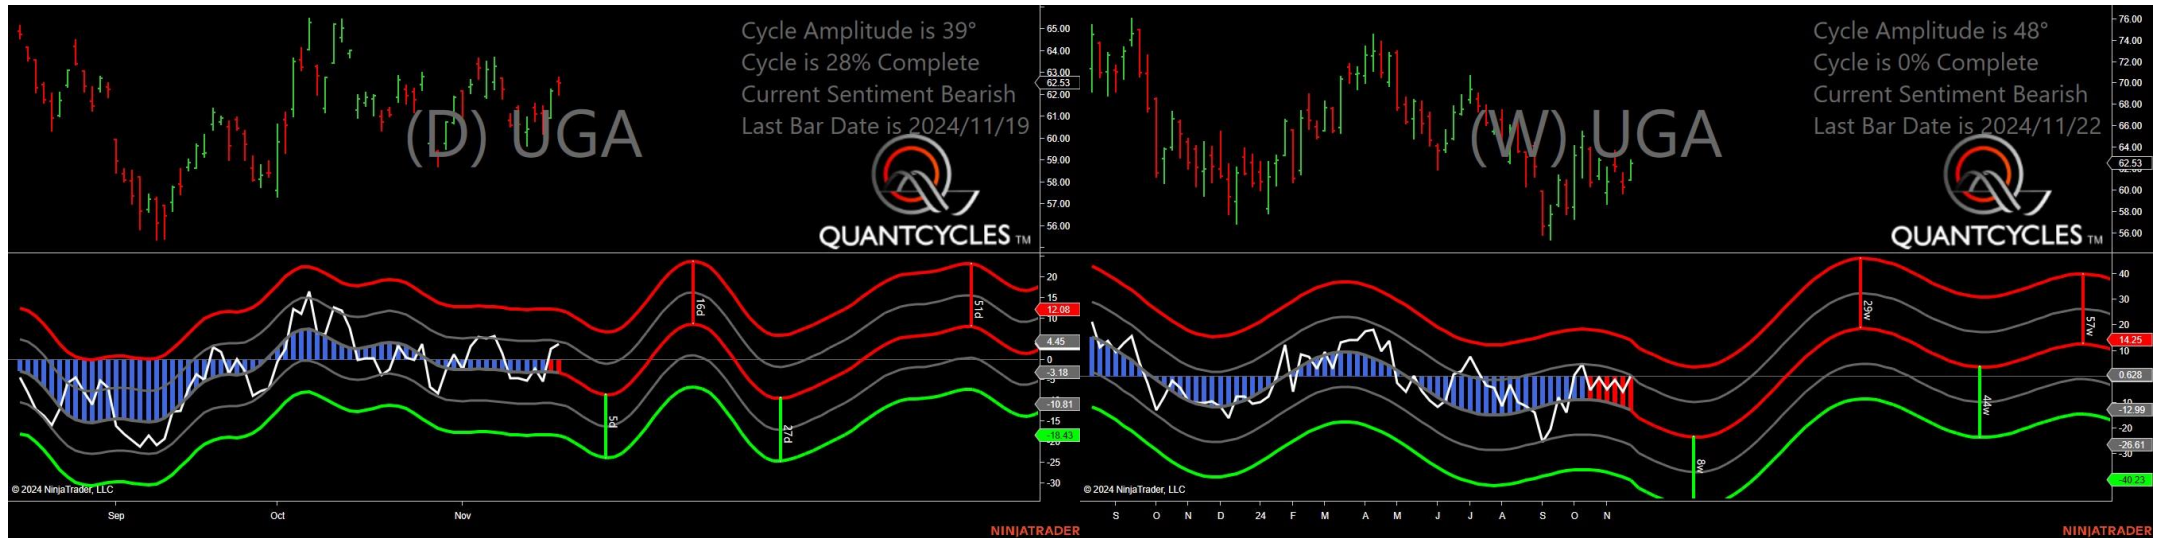 Cycle Amplitude is 39°
Cycle is 28% Complete
Current Sentiment Bearish
Last Bar Date is 2024/11/19
(D) UGA
QUANTCYCLES TM
65.00
64.00
63.00
62.53
62.00
61.00
60.00
59.00
58.00
57.00
56.00
16d
51d
5d
27d
20
15
12.08
10
4.45
0
-3.18
-5
-10.81
-15
-18.43
-20
-25
-30
© 2024 NinjaTrader, LLC
Sep Oct Nov
NINJATRADER
Cycle Amplitude is 48°
Cycle is 0% Complete
Current Sentiment Bearish
Last Bar Date is 2024/11/22
(W) UGA
QUANTCYCLES TM
76.00
74.00
72.00
70.00
68.00
66.00
64.00
62.53
62.00
60.00
58.00
56.00
29w
57w
44w
8w
40
30
20
14.25
10
0.628
-10
-12.99
-20
-26.61
-30
-40.23
© 2024 NinjaTrader, LLC
S O N D 24 F M A M J J A S O N
NINJATRADER